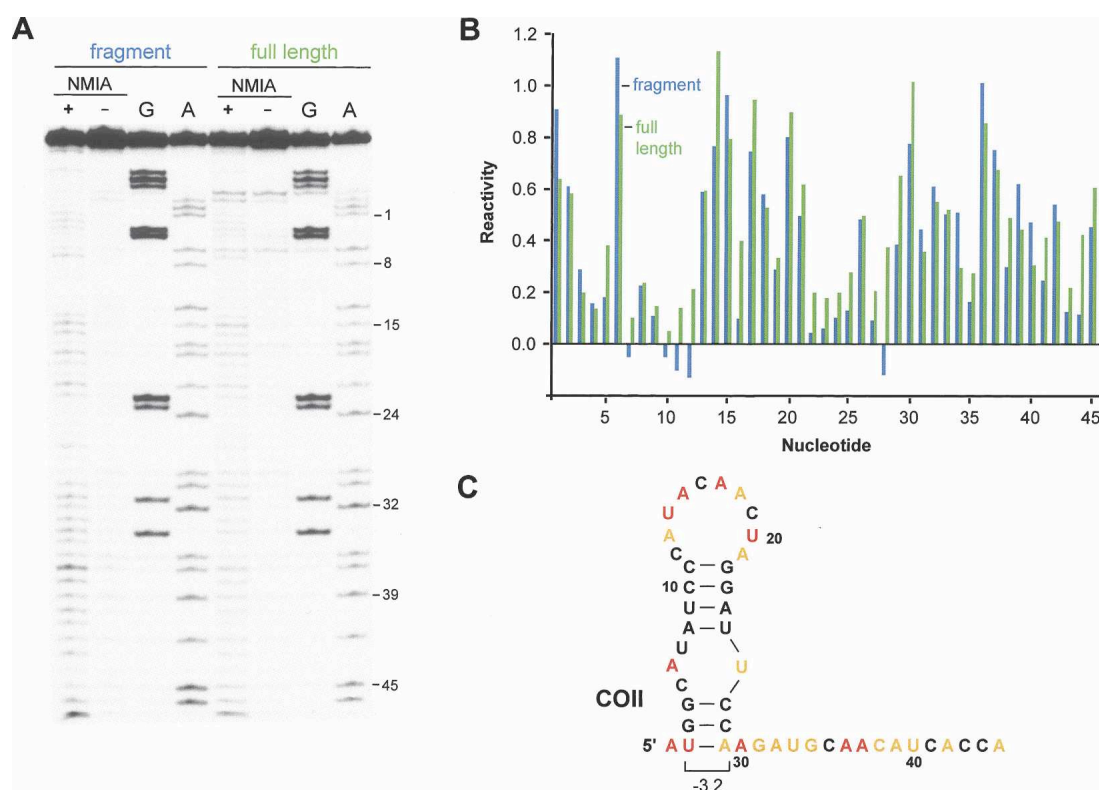 A
fragment full length
NMIA NMIA
+ - G A + - G A
1
8
15
24
32
39
45
B
Reactivity
1.2
1.0
0.8
0.6
0.4
0.2
0.0
fragment
full
length
5 10 15 20 25 30 35 40 45
Nucleotide
C
A C A A
U C
A U 20
C A
C – G
10 C – G
U – A
A – U
U
A U
C
COII
G – C
G – C
5' A U – A A G A U G C A A C A U C A C C A
30 40
-3.2